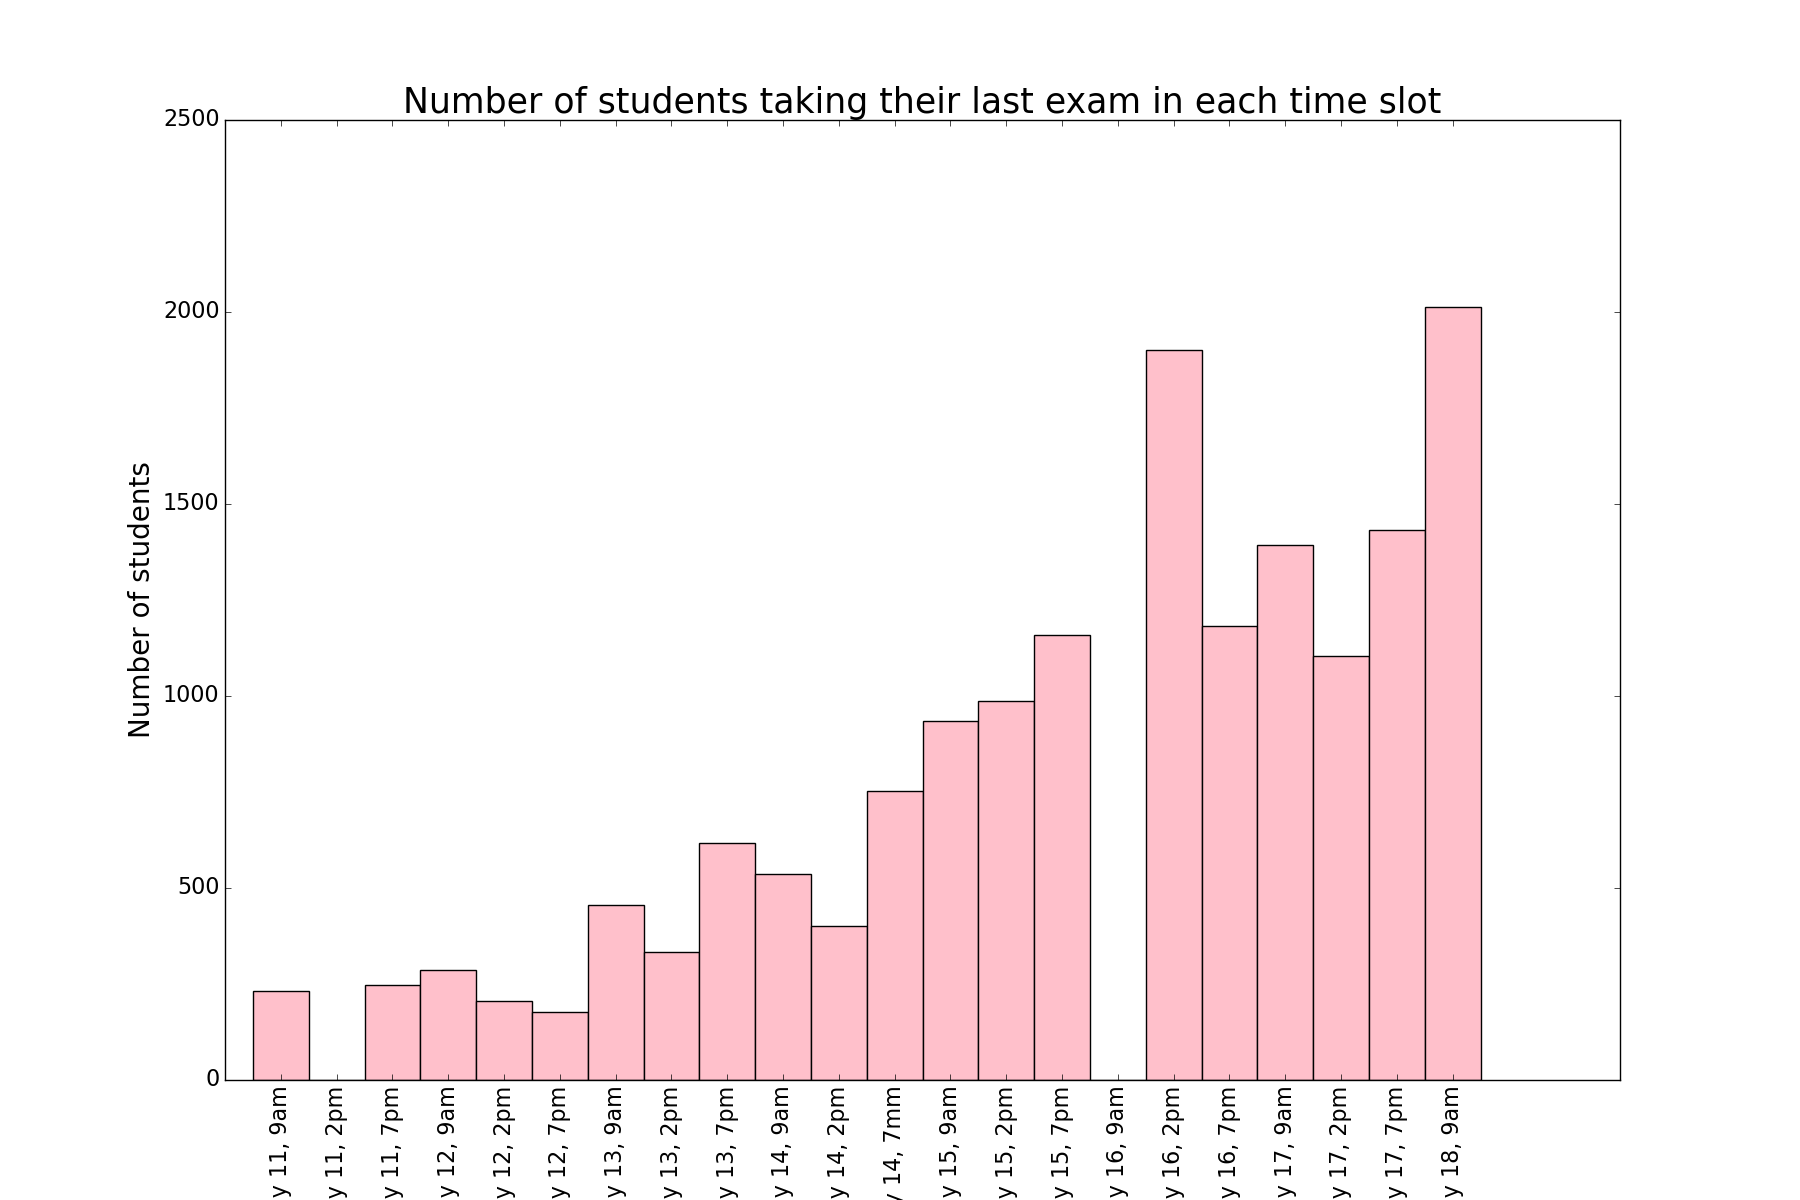 Number of students taking their last exam in each time slot
Number of students
2500
2000
1500
1000
500
0
y 11, 9am
y 11, 2pm
y 11, 7pm
y 12, 9am
y 12, 2pm
y 12, 7pm
y 13, 9am
y 13, 2pm
y 13, 7pm
y 14, 9am
y 14, 2pm
y 14, 7mm
y 15, 9am
y 15, 2pm
y 15, 7pm
y 16, 9am
y 16, 2pm
y 16, 7pm
y 17, 9am
y 17, 2pm
y 17, 7pm
y 18, 9am